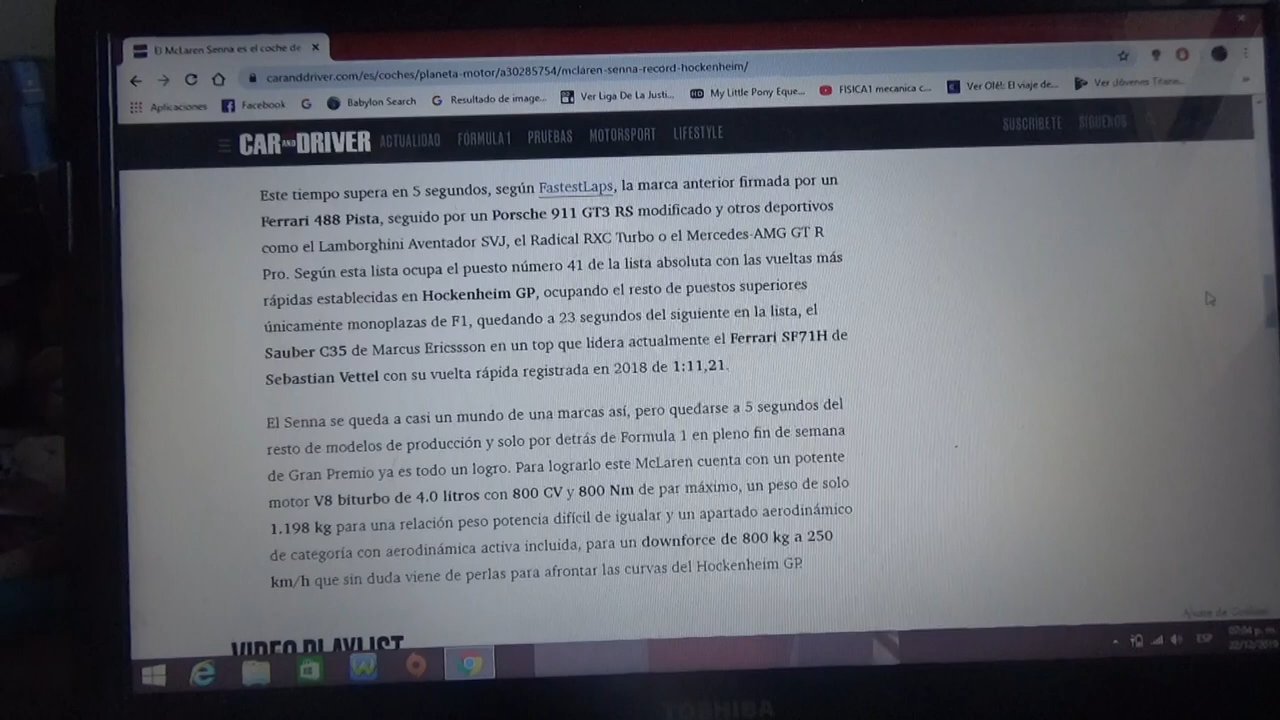 El McLaren Senna es el coche de
caranddriver.com/es/coches/planeta-motor/a30285754/mclaren-senna-record-hockenheim/
Aplicaciones Facebook Babylon Search Resultado de image... Ver Liga De La Justi... My Little Pony Eque... FISICA1 mecanica c... Ver Olé!: El viaje de... Ver Jóvenes Titane...
CAR AND DRIVER ACTUALIDAD FÓRMULA 1 PRUEBAS MOTORSPORT LIFESTYLE SUSCRÍBETE SÍGUENOS
Este tiempo supera en 5 segundos, según FastestLaps, la marca anterior firmada por un
Ferrari 488 Pista, seguido por un Porsche 911 GT3 RS modificado y otros deportivos
como el Lamborghini Aventador SVJ, el Radical RXC Turbo o el Mercedes-AMG GT R
Pro. Según esta lista ocupa el puesto número 41 de la lista absoluta con las vueltas más
rápidas establecidas en Hockenheim GP, ocupando el resto de puestos superiores
únicamente monoplazas de F1, quedando a 23 segundos del siguiente en la lista, el
Sauber C35 de Marcus Ericssson en un top que lidera actualmente el Ferrari SF71H de
Sebastian Vettel con su vuelta rápida registrada en 2018 de 1:11,21.
El Senna se queda a casi un mundo de una marcas así, pero quedarse a 5 segundos del
resto de modelos de producción y solo por detrás de Formula 1 en pleno fin de semana
de Gran Premio ya es todo un logro. Para lograrlo este McLaren cuenta con un potente
motor V8 biturbo de 4.0 litros con 800 CV y 800 Nm de par máximo, un peso de solo
1.198 kg para una relación peso potencia difícil de igualar y un apartado aerodinámico
de categoría con aerodinámica activa incluida, para un downforce de 800 kg a 250
km/h que sin duda viene de perlas para afrontar las curvas del Hockenheim GP.
VIDEO PLAYLIST
ESP
07:04 p. m.
TOSHIBA